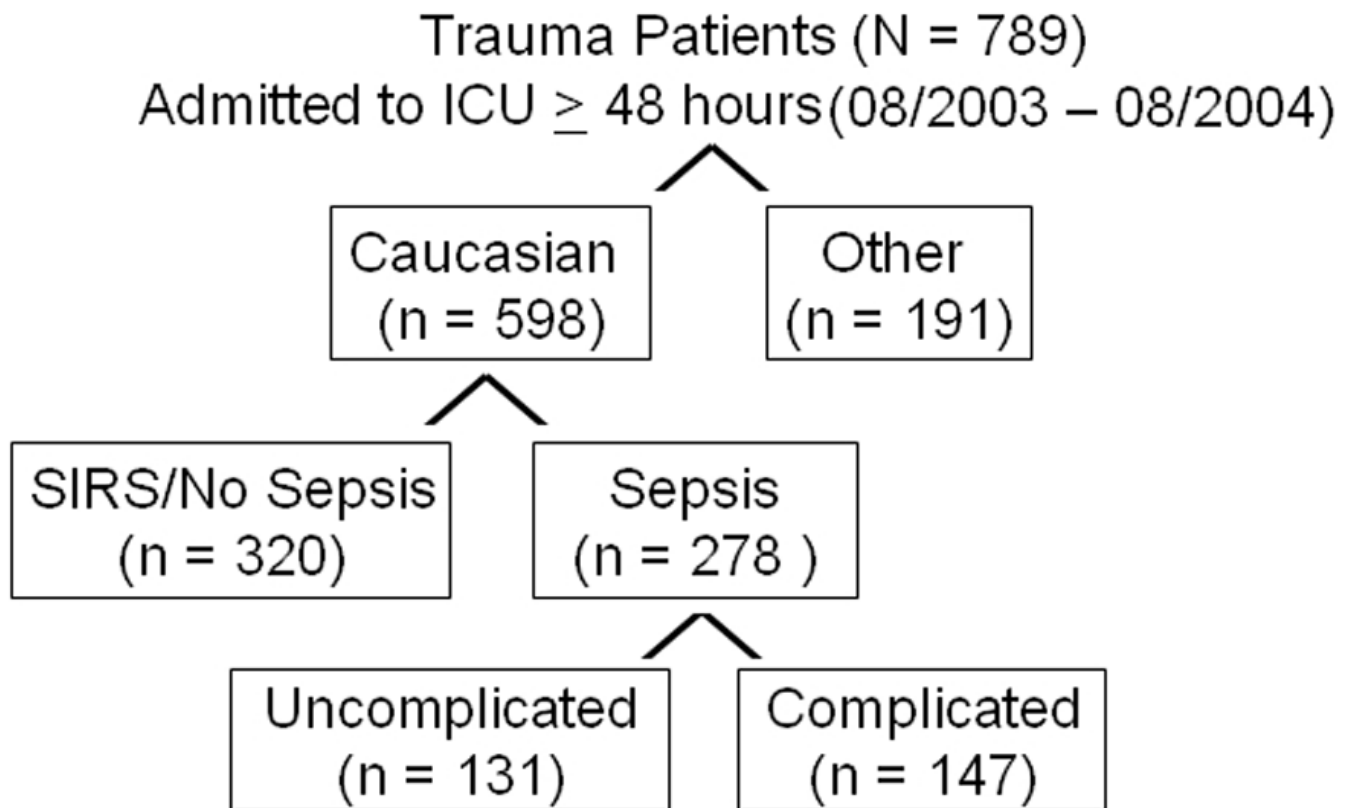 Trauma Patients (N = 789)
Admitted to ICU ≥ 48 hours (08/2003 – 08/2004)
Caucasian
(n = 598)
Other
(n = 191)
SIRS/No Sepsis
(n = 320)
Sepsis
(n = 278 )
Uncomplicated
(n = 131)
Complicated
(n = 147)